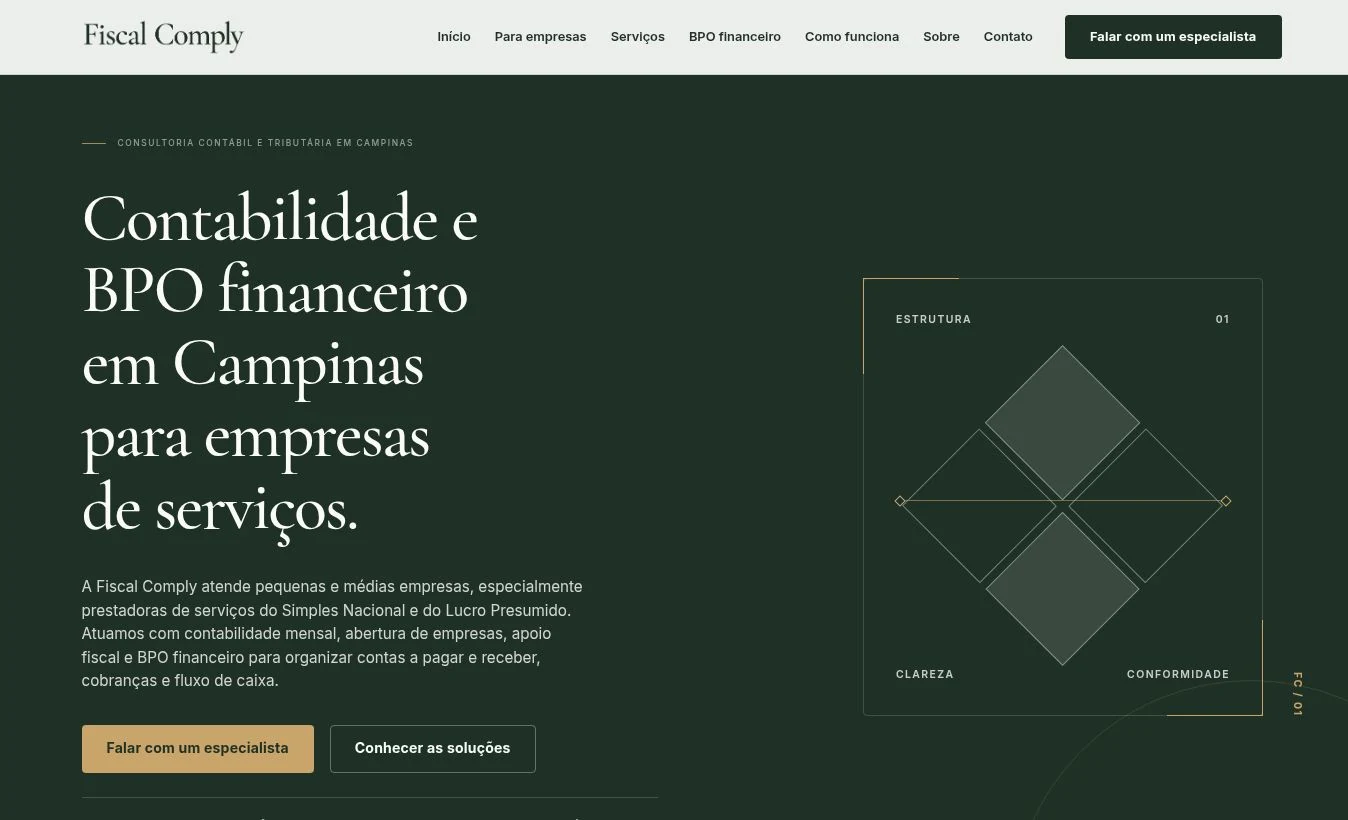 Fiscal Comply
Início
Para empresas
Serviços
BPO financeiro
Como funciona
Sobre
Contato
Falar com um especialista
CONSULTORIA CONTÁBIL E TRIBUTÁRIA EM CAMPINAS
Contabilidade e
BPO financeiro
em Campinas
para empresas
de serviços.
A Fiscal Comply atende pequenas e médias empresas, especialmente
prestadoras de serviços do Simples Nacional e do Lucro Presumido.
Atuamos com contabilidade mensal, abertura de empresas, apoio
fiscal e BPO financeiro para organizar contas a pagar e receber,
cobranças e fluxo de caixa.
Falar com um especialista
Conhecer as soluções
ESTRUTURA
01
CLAREZA
CONFORMIDADE
FC / 01